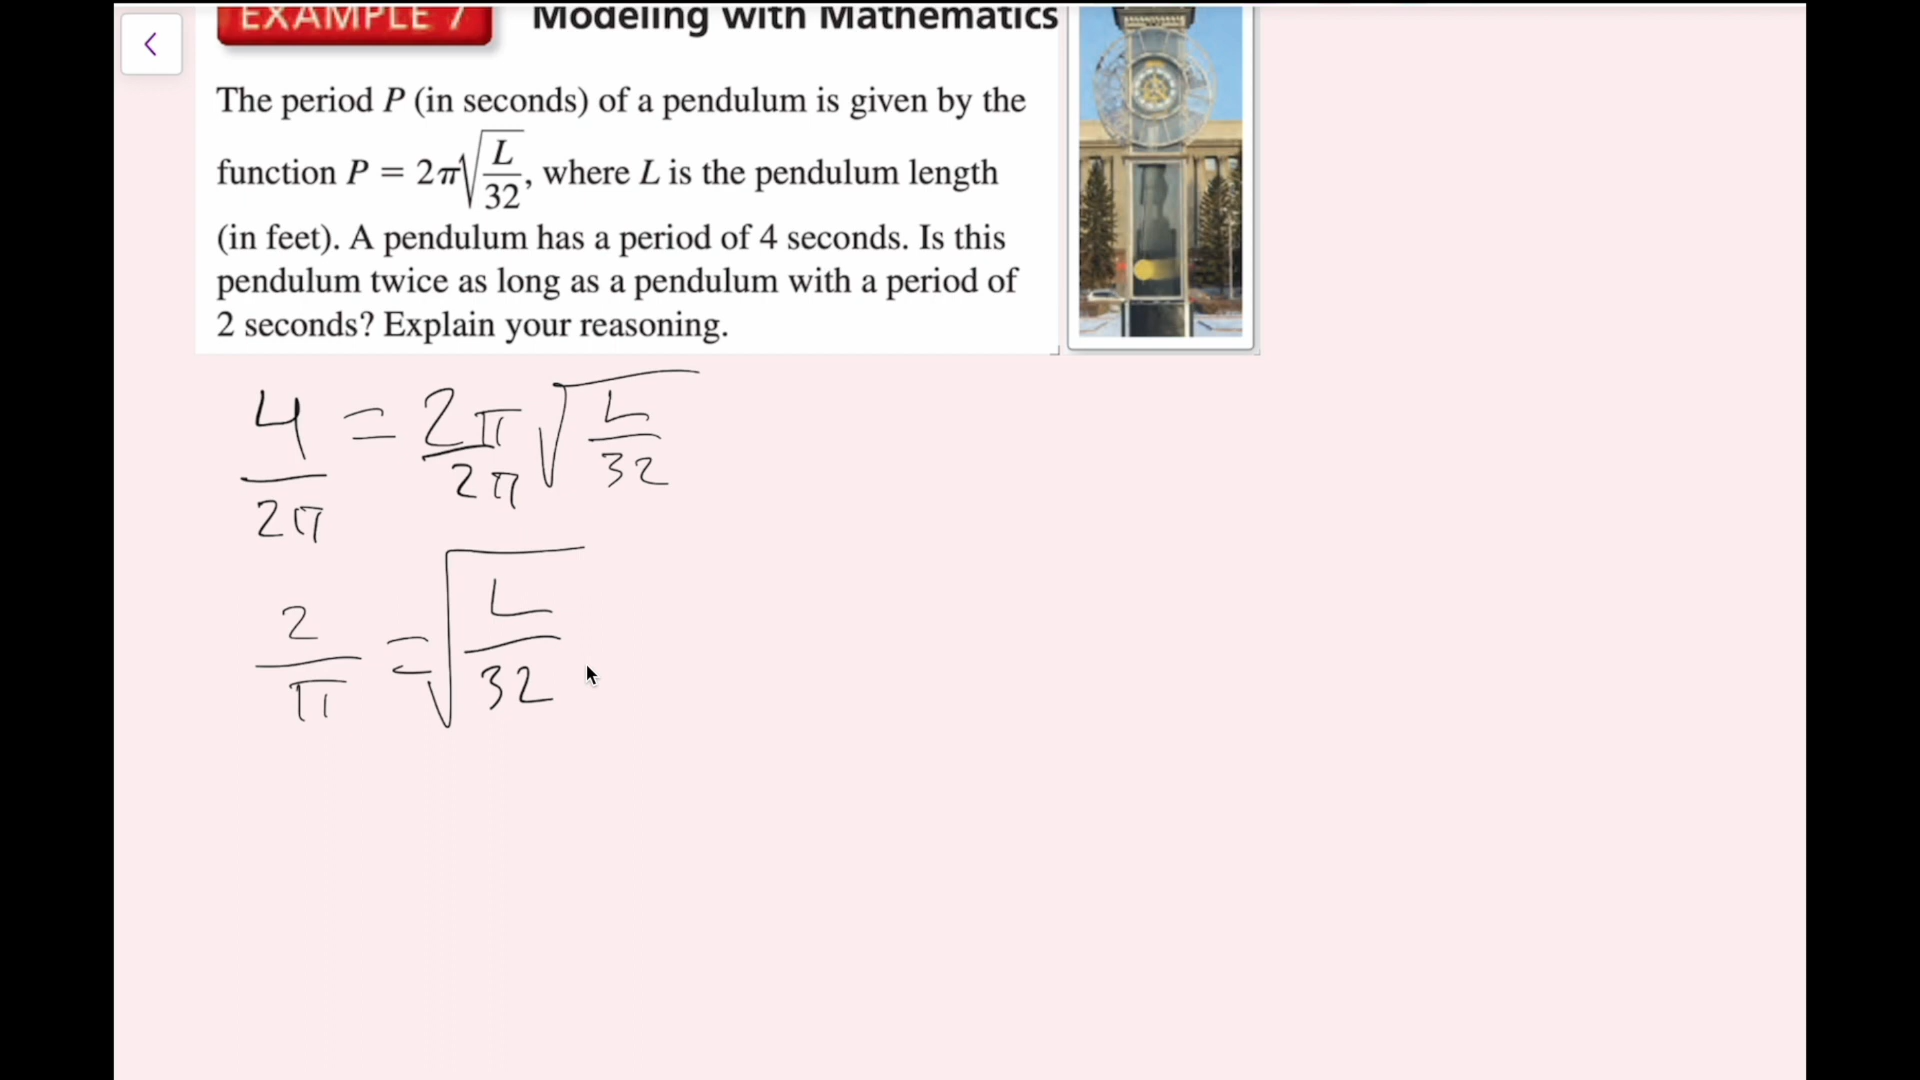 EXAMPLE 7 Modeling with Mathematics
The period P (in seconds) of a pendulum is given by the
function P = 2π√(L/32), where L is the pendulum length
(in feet). A pendulum has a period of 4 seconds. Is this
pendulum twice as long as a pendulum with a period of
2 seconds? Explain your reasoning.
4/2π = 2π/2π √(L/32)
2/π = √(L/32)